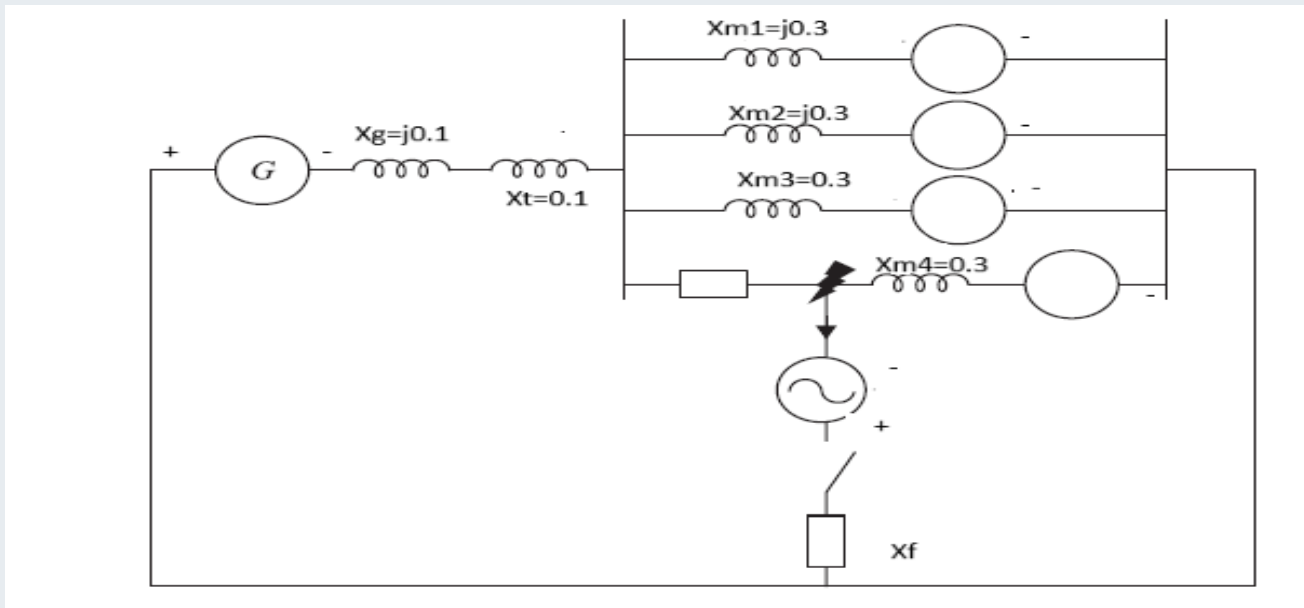 Xm1=j0.3
-
Xm2=j0.3
-
Xg=j0.1
+
G
-
Xt=0.1
Xm3=0.3
-
Xm4=0.3
-
-
+
Xf